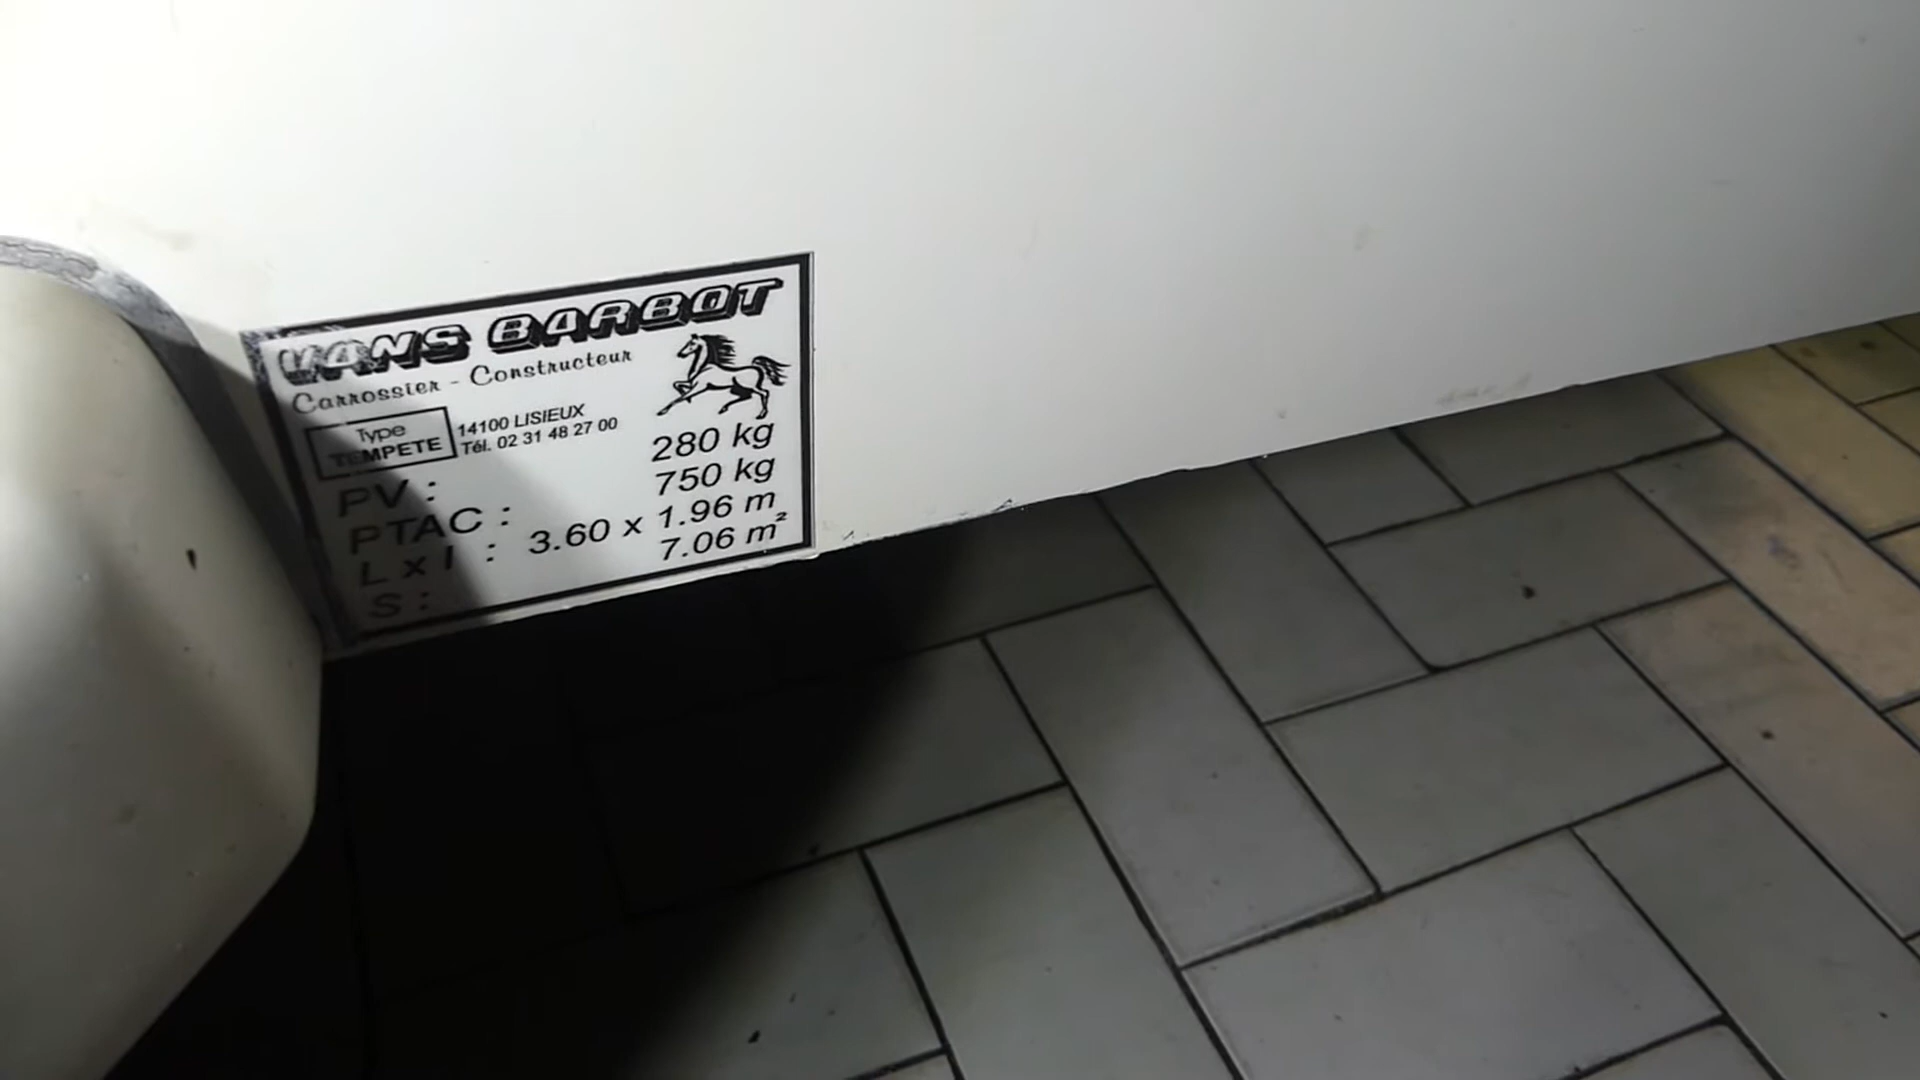 VANS BARBOT
Carrossier - Constructeur
Type
TEMPETE
14100 LISIEUX
Tél. 02 31 48 27 00
PV : 280 kg
PTAC : 750 kg
L x l : 3.60 x 1.96 m
S : 7.06 m²